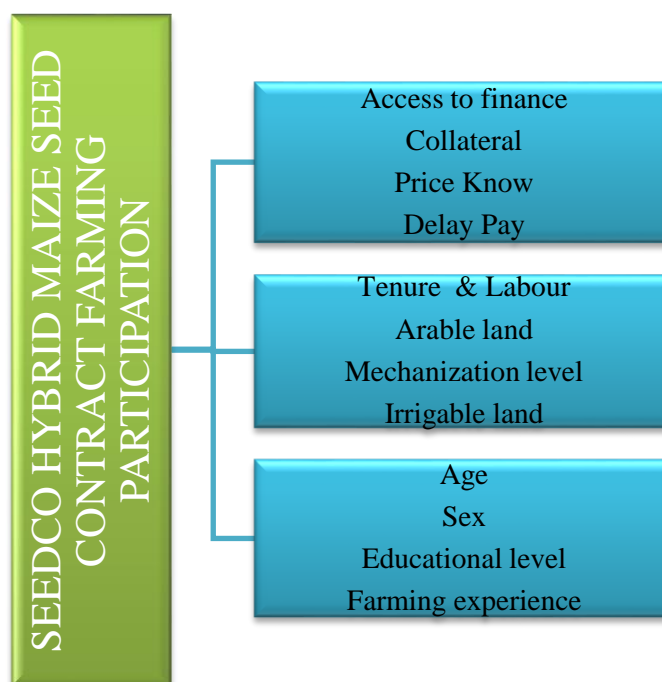 SEEDCO HYBRID MAIZE SEED
CONTRACT FARMING
PARTICIPATION
Access to finance
Collateral
Price Know
Delay Pay
Tenure & Labour
Arable land
Mechanization level
Irrigable land
Age
Sex
Educational level
Farming experience